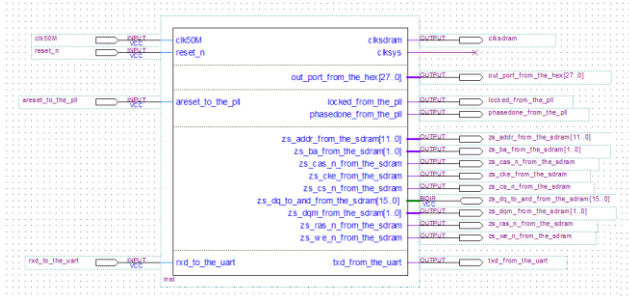 clk50M INPUT VCC clk50M clksdram OUTPUT clksdram
reset_n INPUT VCC reset_n clksys
out_port_from_the_hex[27..0] OUTPUT out_port_from_the_hex[27..0]
areset_to_the_pll INPUT VCC areset_to_the_pll locked_from_the_pll OUTPUT locked_from_the_pll
phasedone_from_the_pll OUTPUT phasedone_from_the_pll
zs_addr_from_the_sdram[11..0] OUTPUT zs_addr_from_the_sdram[11..0]
zs_ba_from_the_sdram[1..0] OUTPUT zs_ba_from_the_sdram[1..0]
zs_cas_n_from_the_sdram OUTPUT zs_cas_n_from_the_sdram
zs_cke_from_the_sdram OUTPUT zs_cke_from_the_sdram
zs_cs_n_from_the_sdram OUTPUT zs_cs_n_from_the_sdram
zs_dq_to_and_from_the_sdram[15..0] BIDIR VCC zs_dq_to_and_from_the_sdram[15..0]
zs_dqm_from_the_sdram[1..0] OUTPUT zs_dqm_from_the_sdram[1..0]
zs_ras_n_from_the_sdram OUTPUT zs_ras_n_from_the_sdram
zs_we_n_from_the_sdram OUTPUT zs_we_n_from_the_sdram
rxd_to_the_uart INPUT VCC rxd_to_the_uart txd_from_the_uart OUTPUT txd_from_the_uart
inst